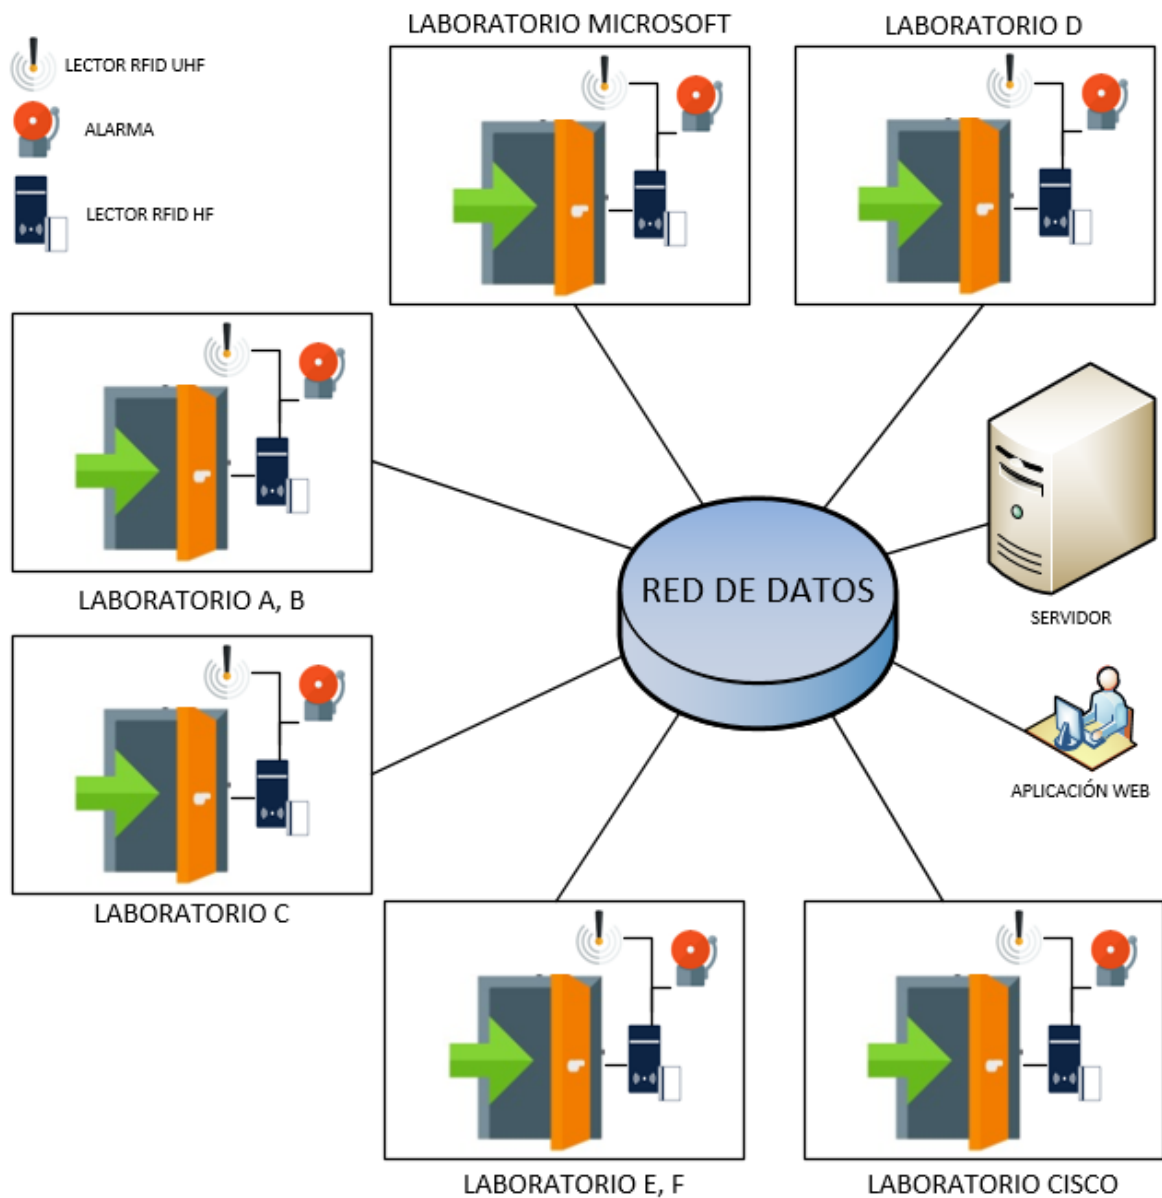 LABORATORIO MICROSOFT
LABORATORIO D
LECTOR RFID UHF
ALARMA
LECTOR RFID HF
LABORATORIO A, B
RED DE DATOS
SERVIDOR
APLICACIÓN WEB
LABORATORIO C
LABORATORIO E, F
LABORATORIO CISCO